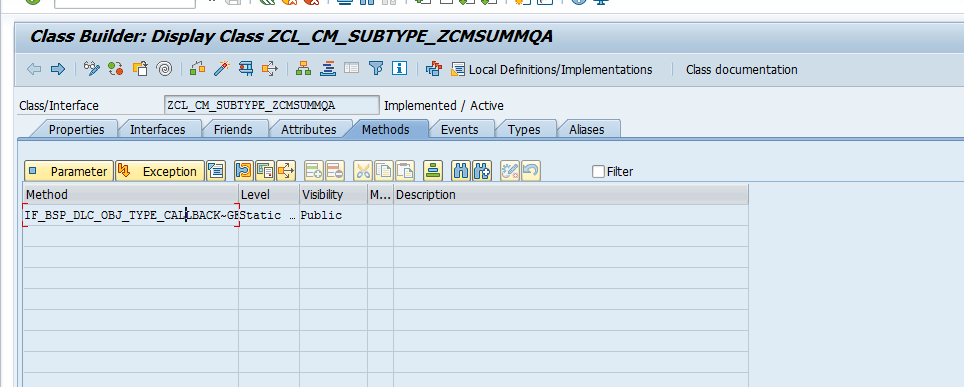 Class Builder: Display Class ZCL_CM_SUBTYPE_ZCMSUMMQA
Local Definitions/Implementations Class documentation
Class/Interface ZCL_CM_SUBTYPE_ZCMSUMMQA Implemented / Active
Properties Interfaces Friends Attributes Methods Events Types Aliases
Parameter Exception Filter
Method Level Visibility M... Description
IF_BSP_DLC_OBJ_TYPE_CALLBACK~GE Static ... Public